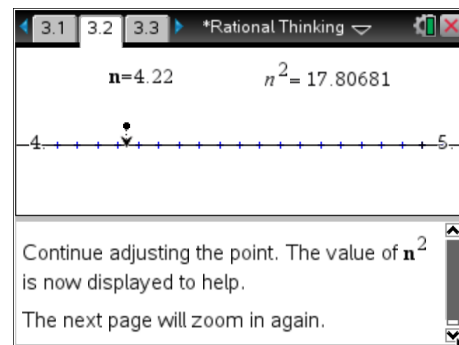 3.1 3.2 3.3 *Rational Thinking
n=4.22 n²= 17.80681
4. 5.
Continue adjusting the point. The value of n²
is now displayed to help.
The next page will zoom in again.